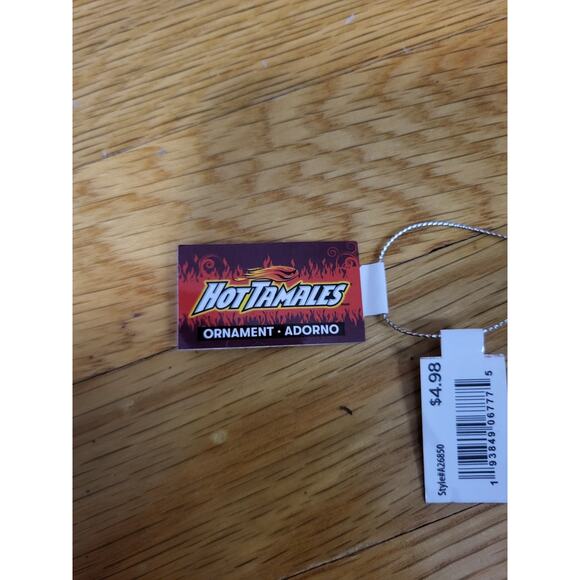 HOT TAMALES
ORNAMENT · ADORNO
$4.98
Style#A26850
1 93849 06777 5